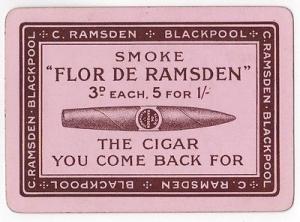 C. RAMSDEN · BLACKPOOL
SMOKE
"FLOR DE RAMSDEN"
3D EACH, 5 FOR 1/-
THE CIGAR
YOU COME BACK FOR
C. RAMSDEN · BLACKPOOL
C. RAMSDEN · BLACKPOOL
C. RAMSDEN · BLACKPOOL